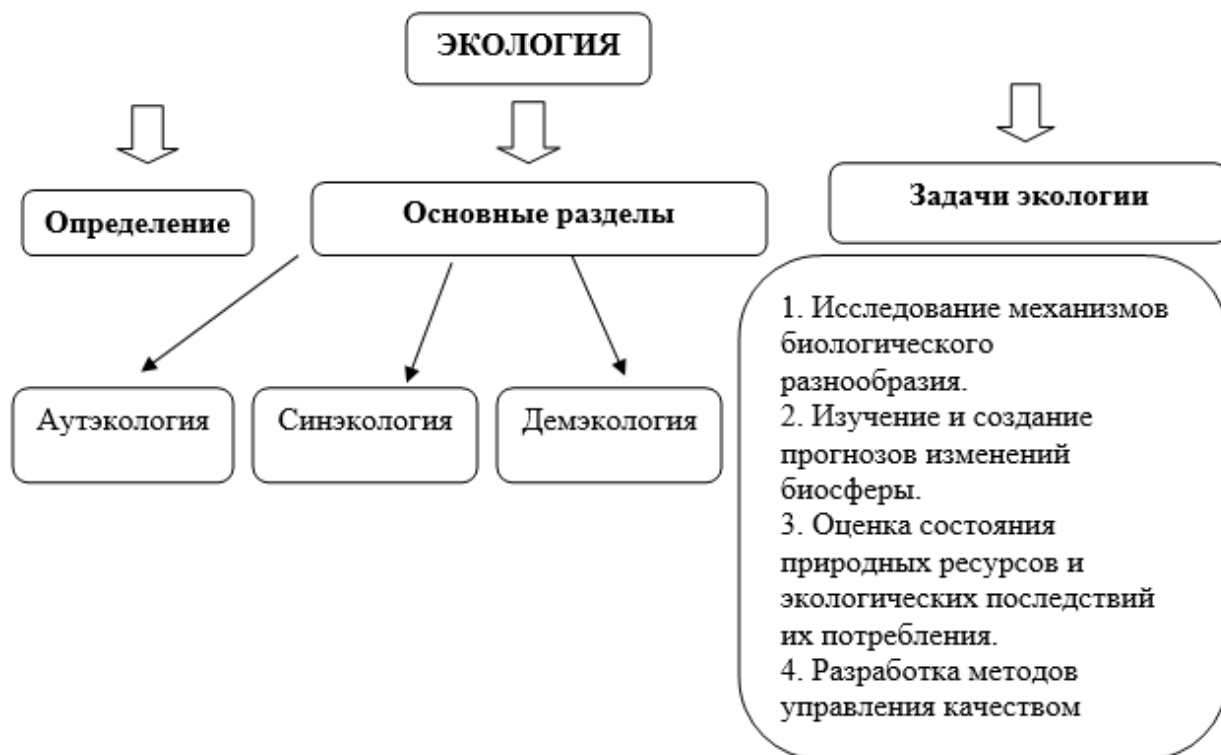 ЭКОЛОГИЯ
Определение
Основные разделы
Задачи экологии
Аутэкология
Синэкология
Демэкология
1. Исследование механизмов
биологического
разнообразия.
2. Изучение и создание
прогнозов изменений
биосферы.
3. Оценка состояния
природных ресурсов и
экологических последствий
их потребления.
4. Разработка методов
управления качеством